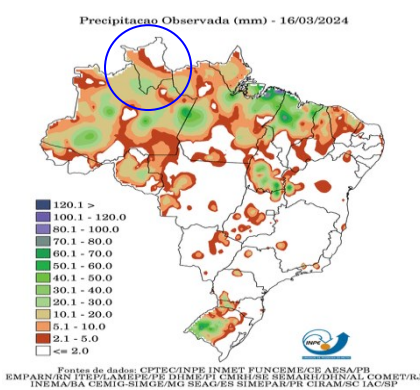 Precipitacao Observada (mm) - 16/03/2024
120.1 >
100.1 - 120.0
80.1 - 100.0
70.1 - 80.0
60.1 - 70.0
50.1 - 60.0
40.1 - 50.0
30.1 - 40.0
20.1 - 30.0
10.1 - 20.0
5.1 - 10.0
2.1 - 5.0
<= 2.0
INPE
Fontes de dados: CPTEC/INPE INMET FUNCEME/CE AESA/PB
EMPARN/RN ITEP/LAMEPE/PE DHME/PI CMRH/SE SEMARH/DHN/AL COMET/RJ
INEMA/BA CEMIG-SIMGE/MG SEAG/ES SIMEPAR/PR CIRAM/SC IAC/SP